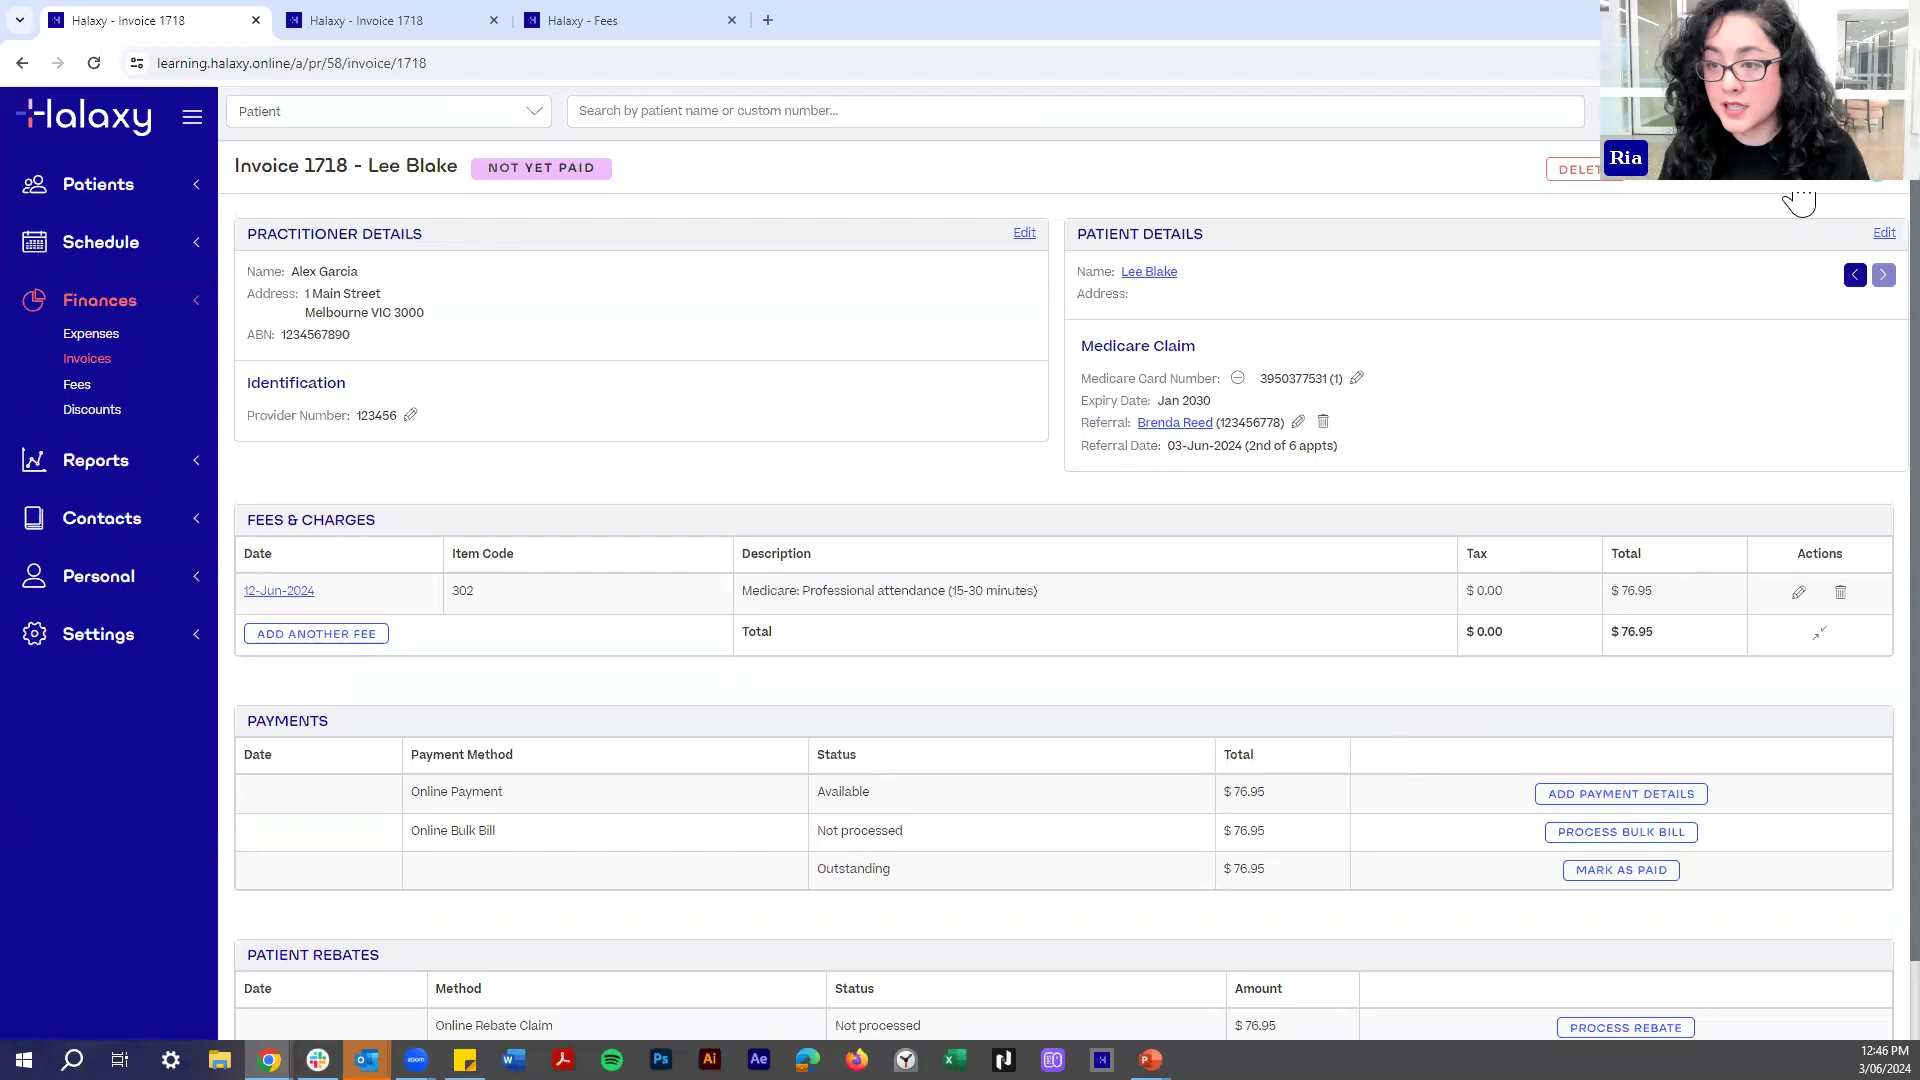 Halaxy - Invoice 1718
Halaxy - Invoice 1718
Halaxy - Fees
learning.halaxy.online/a/pr/58/invoice/1718
Halaxy
Patient
Search by patient name or custom number...
Ria
Patients
Schedule
Finances
Expenses
Invoices
Fees
Discounts
Reports
Contacts
Personal
Settings
Invoice 1718 - Lee Blake
NOT YET PAID
PRACTITIONER DETAILS
Edit
Name: Alex Garcia
Address: 1 Main Street
Melbourne VIC 3000
ABN: 1234567890
Identification
Provider Number: 123456
PATIENT DETAILS
Edit
Name: Lee Blake
Address:
Medicare Claim
Medicare Card Number: 3950377531 (1)
Expiry Date: Jan 2030
Referral: Brenda Reed (123456778)
Referral Date: 03-Jun-2024 (2nd of 6 appts)
FEES & CHARGES
Date Item Code Description Tax Total Actions
12-Jun-2024 302 Medicare: Professional attendance (15-30 minutes) $ 0.00 $ 76.95
ADD ANOTHER FEE Total $ 0.00 $ 76.95
PAYMENTS
Date Payment Method Status Total
Online Payment Available $ 76.95 ADD PAYMENT DETAILS
Online Bulk Bill Not processed $ 76.95 PROCESS BULK BILL
Outstanding $ 76.95 MARK AS PAID
PATIENT REBATES
Date Method Status Amount
Online Rebate Claim Not processed $ 76.95 PROCESS REBATE
Ps
Ai
Ae
12:46 PM
3/06/2024